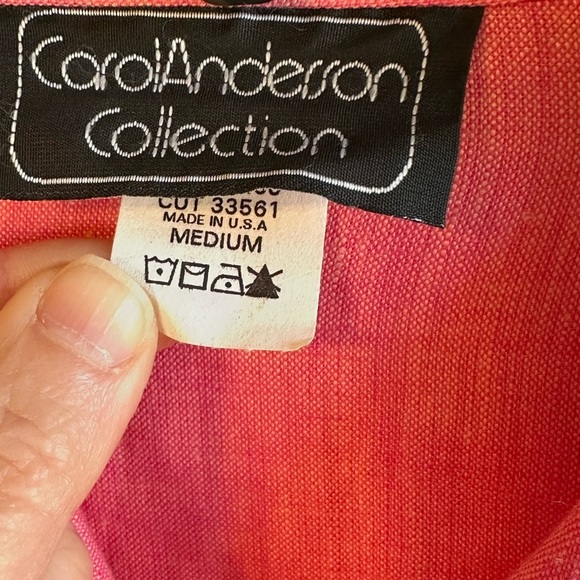 CarolAnderson
Collection
CUT 33561
MADE IN U.S.A
MEDIUM